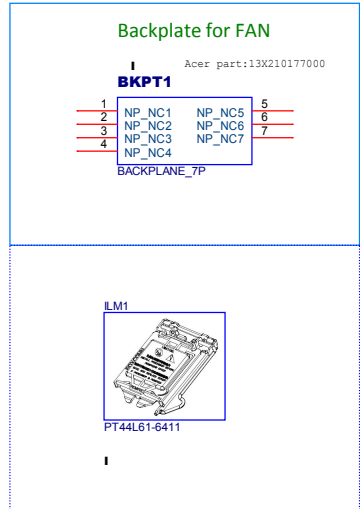 Backplate for FAN
I
Acer part:13X210177000
BKPT1
1
NP_NC1
NP_NC5
5
2
NP_NC2
NP_NC6
6
3
NP_NC3
NP_NC7
7
4
NP_NC4
BACKPLANE_7P
ILM1
PT44L61-6411
I